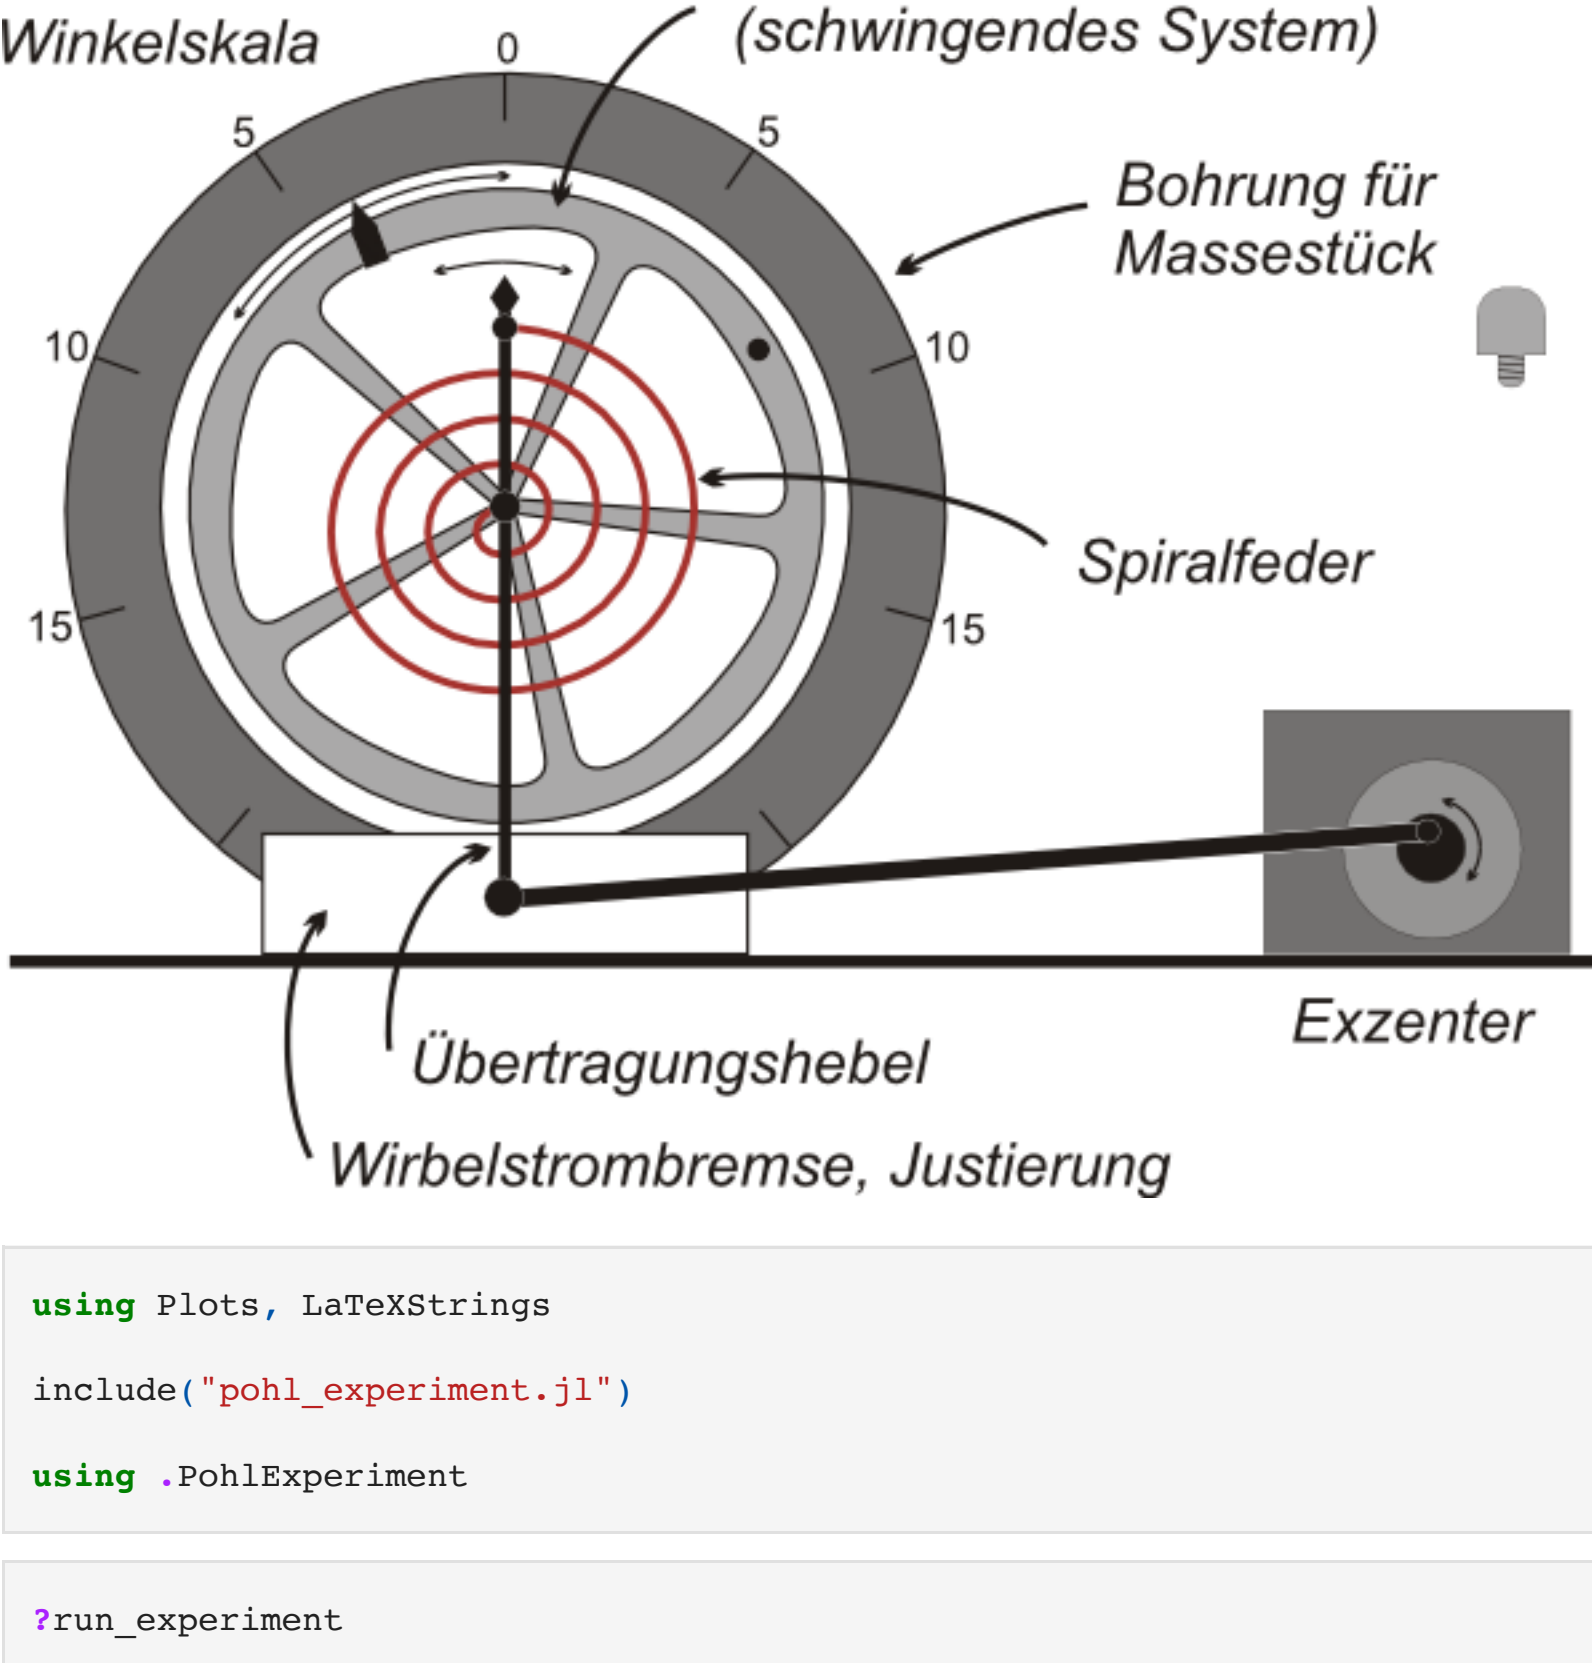 Winkelskala
(schwingendes System)
0
5
5
Bohrung für
Massestück
10
10
15
15
Spiralfeder
Exzenter
Übertragungshebel
Wirbelstrombremse, Justierung
using Plots, LaTeXStrings
include("pohl_experiment.jl")
using .PohlExperiment
?run_experiment